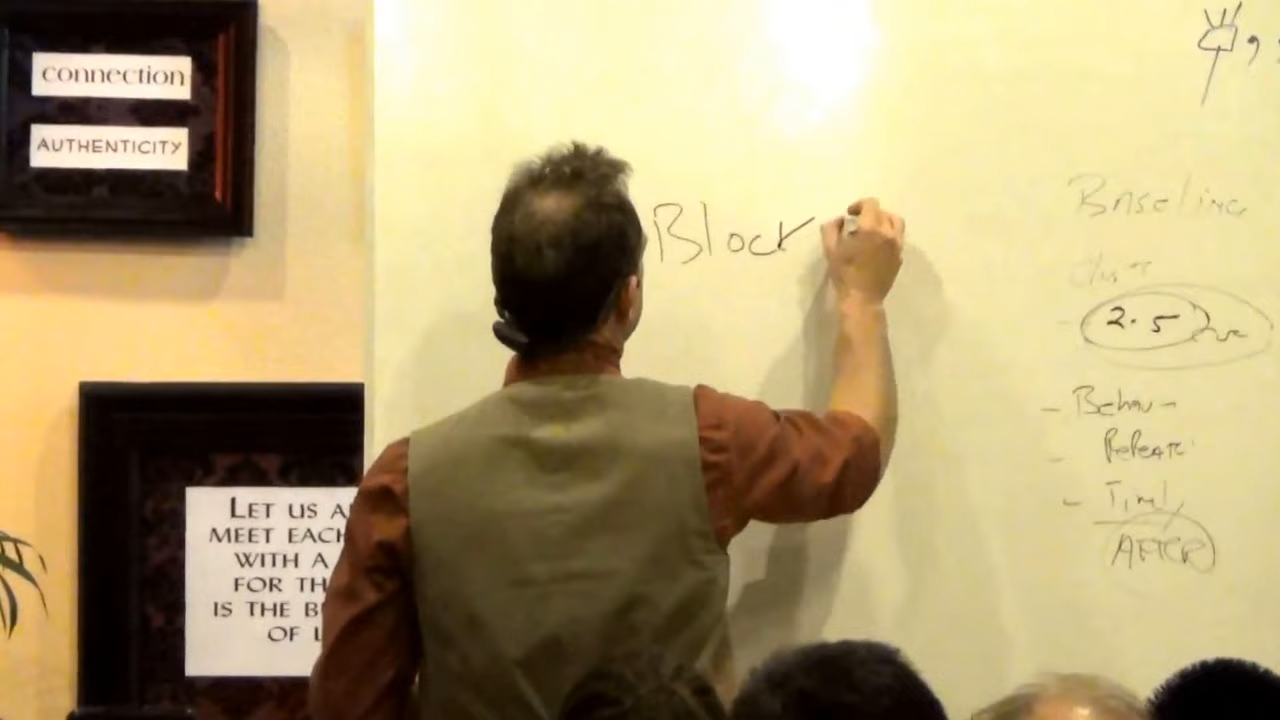 connection
AUTHENTICITY
LET US A
MEET EACH
WITH A
FOR TH
IS THE B
OF L
Block
Baseline
2.5
- Behav -
- Repeat
AFTER